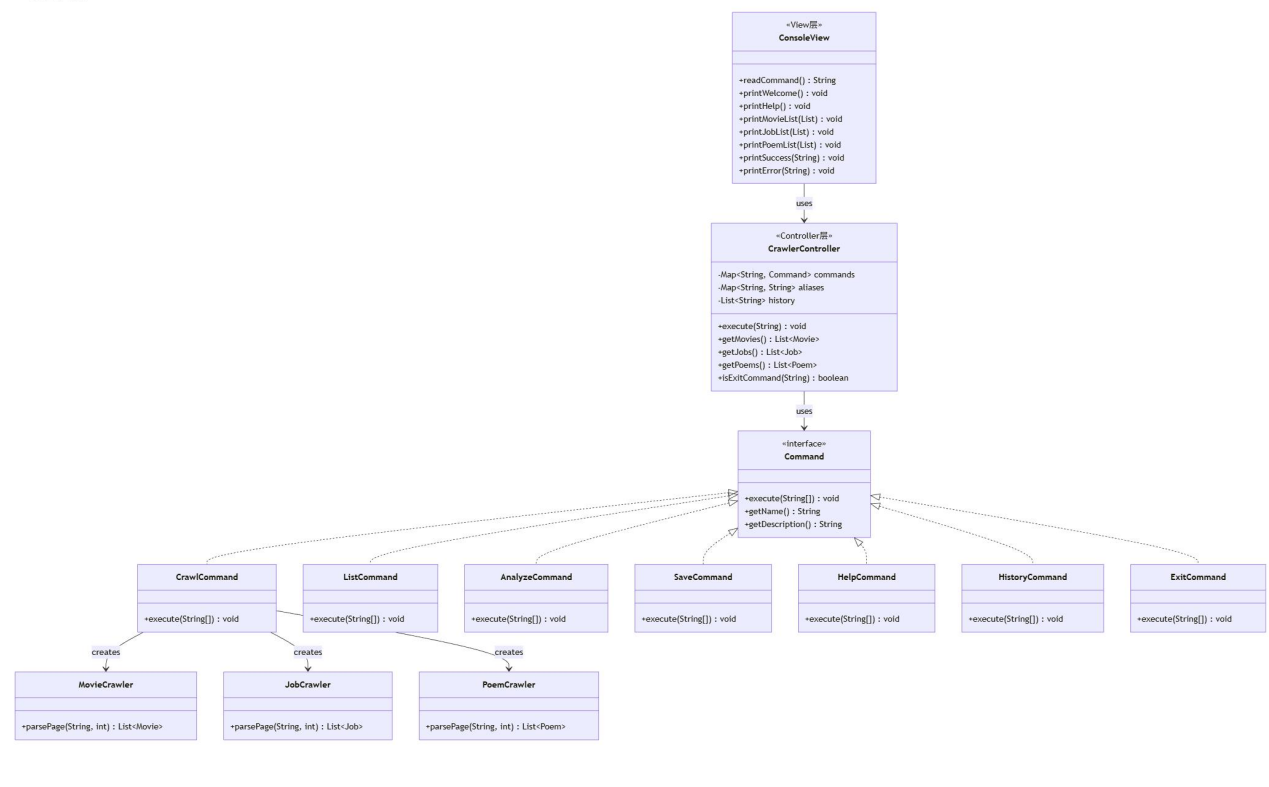 «View层»
ConsoleView
+readCommand() : String
+printWelcome() : void
+printHelp() : void
+printMovieList(List) : void
+printJobList(List) : void
+printPoemList(List) : void
+printSuccess(String) : void
+printError(String) : void
uses
«Controller层»
CrawlerController
-Map<String, Command> commands
-Map<String, String> aliases
-List<String> history
+execute(String) : void
+getMovies() : List<Movie>
+getJobs() : List<Job>
+getPoems() : List<Poem>
+isExitCommand(String) : boolean
uses
«interface»
Command
+execute(String[]) : void
+getName() : String
+getDescription() : String
CrawlCommand
+execute(String[]) : void
ListCommand
+execute(String[]) : void
AnalyzeCommand
+execute(String[]) : void
SaveCommand
+execute(String[]) : void
HelpCommand
+execute(String[]) : void
HistoryCommand
+execute(String[]) : void
ExitCommand
+execute(String[]) : void
creates
creates
creates
MovieCrawler
+parsePage(String, int) : List<Movie>
JobCrawler
+parsePage(String, int) : List<Job>
PoemCrawler
+parsePage(String, int) : List<Poem>